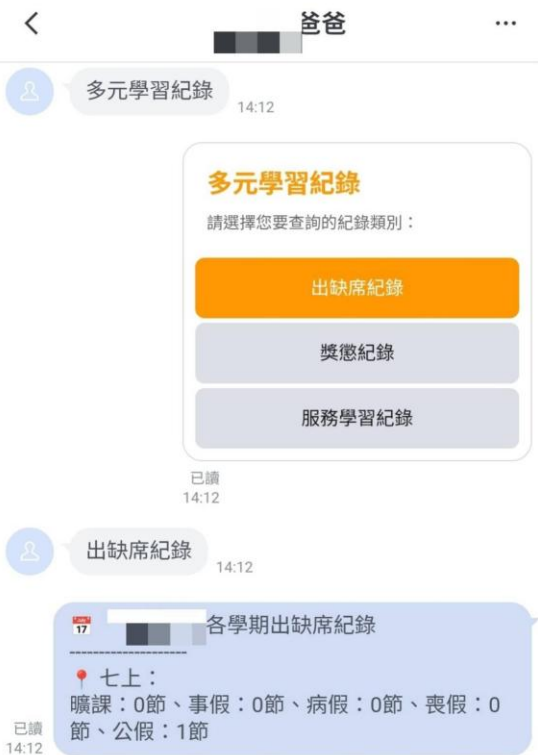 爸爸
多元學習紀錄
14:12
多元學習紀錄
請選擇您要查詢的紀錄類別：
出缺席紀錄
獎懲紀錄
服務學習紀錄
已讀
14:12
出缺席紀錄
14:12
17
各學期出缺席紀錄
--------------------
七上：
曠課：0節、事假：0節、病假：0節、喪假：0
節、公假：1節
已讀
14:12